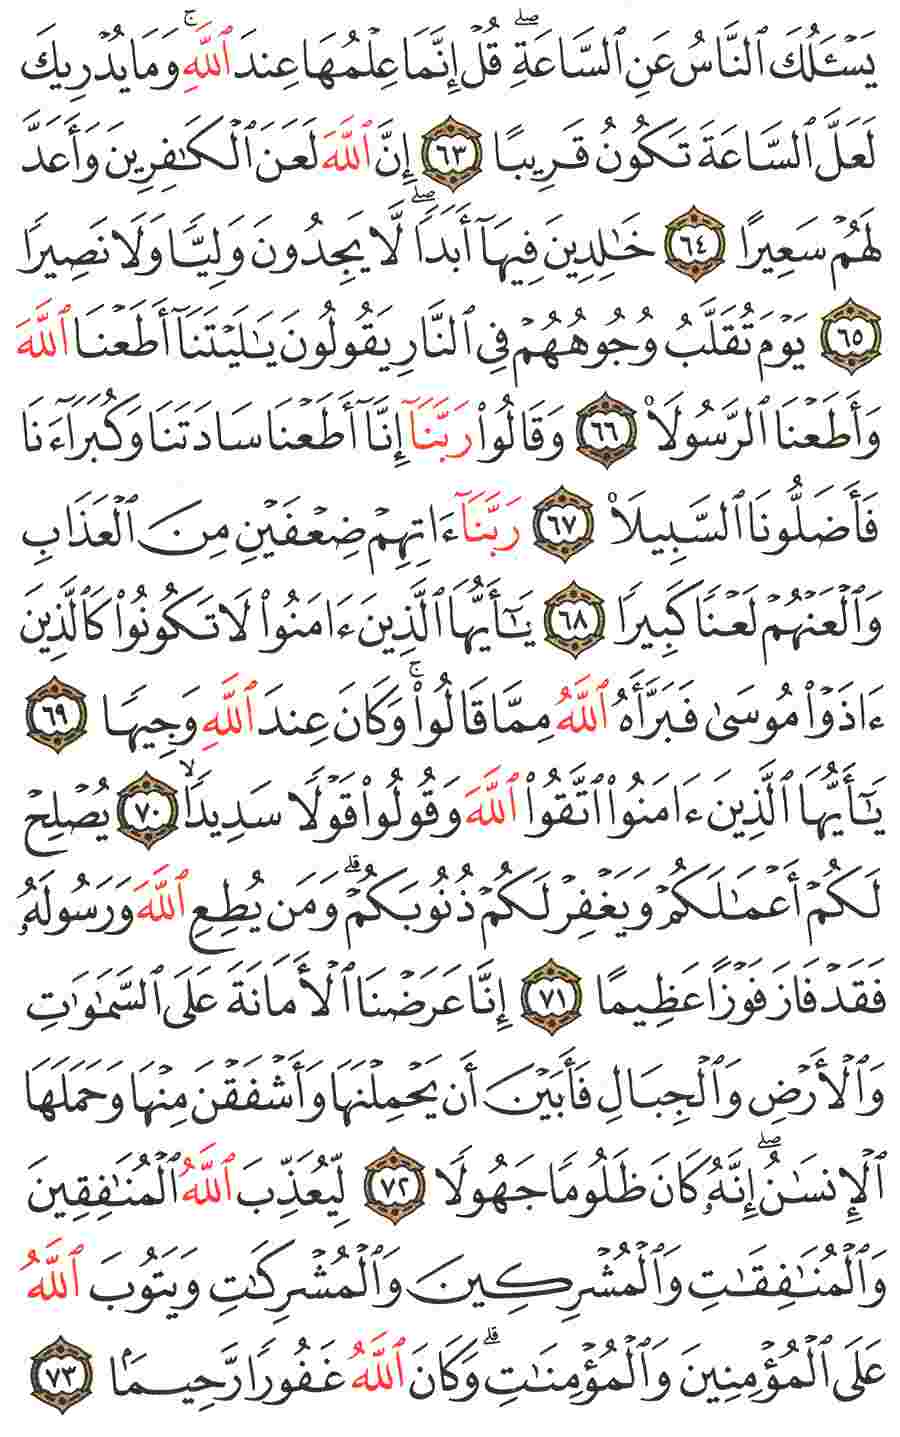 يَسْـَٔلُكَ ٱلنَّاسُ عَنِ ٱلسَّاعَةِ ۖ قُلْ إِنَّمَا عِلْمُهَا عِندَ ٱللَّهِ ۚ وَمَا يُدْرِيكَ
لَعَلَّ ٱلسَّاعَةَ تَكُونُ قَرِيبًا ٦٣ إِنَّ ٱللَّهَ لَعَنَ ٱلْكَـٰفِرِينَ وَأَعَدَّ
لَهُمْ سَعِيرًا ٦٤ خَـٰلِدِينَ فِيهَآ أَبَدًا ۖ لَّا يَجِدُونَ وَلِيًّا وَلَا نَصِيرًا
٦٥ يَوْمَ تُقَلَّبُ وُجُوهُهُمْ فِى ٱلنَّارِ يَقُولُونَ يَـٰلَيْتَنَآ أَطَعْنَا ٱللَّهَ
وَأَطَعْنَا ٱلرَّسُولَا۠ ٦٦ وَقَالُوا۟ رَبَّنَآ إِنَّآ أَطَعْنَا سَادَتَنَا وَكُبَرَآءَنَا
فَأَضَلُّونَا ٱلسَّبِيلَا۠ ٦٧ رَبَّنَآ ءَاتِهِمْ ضِعْفَيْنِ مِنَ ٱلْعَذَابِ
وَٱلْعَنْهُمْ لَعْنًا كَبِيرًا ٦٨ يَـٰٓأَيُّهَا ٱلَّذِينَ ءَامَنُوا۟ لَا تَكُونُوا۟ كَٱلَّذِينَ
ءَاذَوْا۟ مُوسَىٰ فَبَرَّأَهُ ٱللَّهُ مِمَّا قَالُوا۟ ۚ وَكَانَ عِندَ ٱللَّهِ وَجِيهًا ٦٩
يَـٰٓأَيُّهَا ٱلَّذِينَ ءَامَنُوا۟ ٱتَّقُوا۟ ٱللَّهَ وَقُولُوا۟ قَوْلًا سَدِيدًا ۙ ٧٠ يُصْلِحْ
لَكُمْ أَعْمَـٰلَكُمْ وَيَغْفِرْ لَكُمْ ذُنُوبَكُمْ ۗ وَمَن يُطِعِ ٱللَّهَ وَرَسُولَهُۥ
فَقَدْ فَازَ فَوْزًا عَظِيمًا ٧١ إِنَّا عَرَضْنَا ٱلْأَمَانَةَ عَلَى ٱلسَّمَـٰوَٰتِ
وَٱلْأَرْضِ وَٱلْجِبَالِ فَأَبَيْنَ أَن يَحْمِلْنَهَا وَأَشْفَقْنَ مِنْهَا وَحَمَلَهَا
ٱلْإِنسَـٰنُ ۖ إِنَّهُۥ كَانَ ظَلُومًا جَهُولًا ٧٢ لِّيُعَذِّبَ ٱللَّهُ ٱلْمُنَـٰفِقِينَ
وَٱلْمُنَـٰفِقَـٰتِ وَٱلْمُشْرِكِينَ وَٱلْمُشْرِكَـٰتِ وَيَتُوبَ ٱللَّهُ
عَلَى ٱلْمُؤْمِنِينَ وَٱلْمُؤْمِنَـٰتِ ۗ وَكَانَ ٱللَّهُ غَفُورًا رَّحِيمًۢا ٧٣